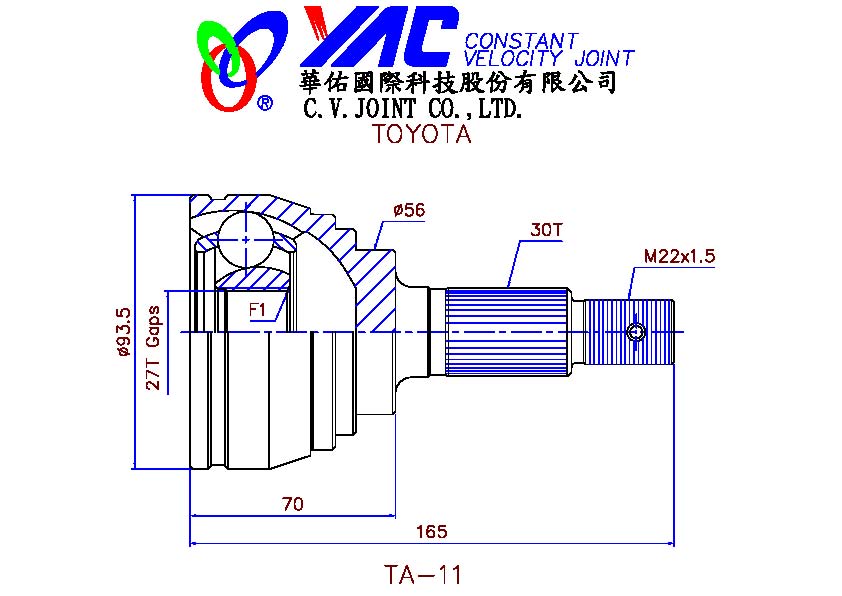 YAC CONSTANT
VELOCITY JOINT
®
華佑國際科技股份有限公司
C.V.JOINT CO.,LTD.
TOYOTA
ø56
30T
M22x1.5
F1
ø93.5
27T Gaps
70
165
TA-11